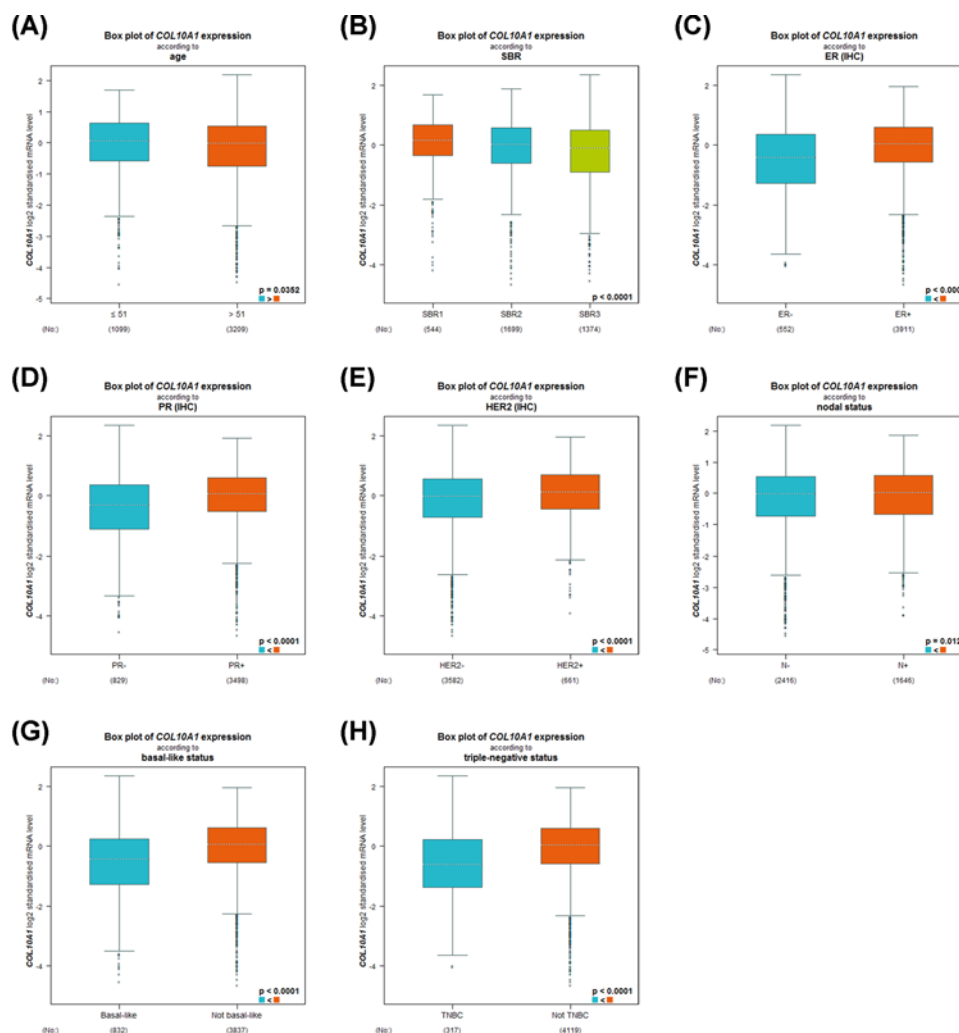 (A)
Box plot of COL10A1 expression
according to
age
COL10A1 log2 standardised mRNA level
2
1
0
-1
-2
-3
-4
-5
p = 0.0352
>
≤ 51
> 51
(No:)
(1099)
(3209)
(B)
Box plot of COL10A1 expression
according to
SBR
COL10A1 log2 standardised mRNA level
2
0
-2
-4
p < 0.0001
SBR1
SBR2
SBR3
(No:)
(544)
(1699)
(1374)
(C)
Box plot of COL10A1 expression
according to
ER (IHC)
COL10A1 log2 standardised mRNA level
2
0
-2
-4
p < 0.000
<
ER-
ER+
(No:)
(552)
(3911)
(D)
Box plot of COL10A1 expression
according to
PR (IHC)
COL10A1 log2 standardised mRNA level
2
0
-2
-4
p < 0.0001
<
PR-
PR+
(No:)
(829)
(3498)
(E)
Box plot of COL10A1 expression
according to
HER2 (IHC)
COL10A1 log2 standardised mRNA level
2
0
-2
-4
p < 0.0001
<
HER2-
HER2+
(No:)
(3582)
(661)
(F)
Box plot of COL10A1 expression
according to
nodal status
COL10A1 log2 standardised mRNA level
2
1
0
-1
-2
-3
-4
-5
p = 0.012
<
N-
N+
(No:)
(2416)
(1646)
(G)
Box plot of COL10A1 expression
according to
basal-like status
COL10A1 log2 standardised mRNA level
2
0
-2
-4
p < 0.0001
<
Basal-like
Not basal-like
(No:)
(832)
(3837)
(H)
Box plot of COL10A1 expression
according to
triple-negative status
COL10A1 log2 standardised mRNA level
2
0
-2
-4
p < 0.0001
<
TNBC
Not TNBC
(No:)
(317)
(4119)